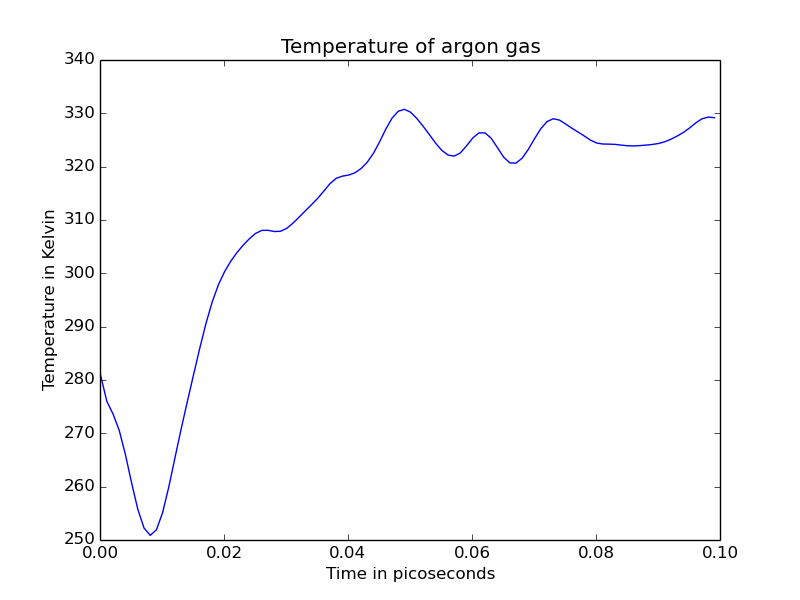 Temperature of argon gas
340
330
320
310
300
290
280
270
260
250
Temperature in Kelvin
0.00 0.02 0.04 0.06 0.08 0.10
Time in picoseconds